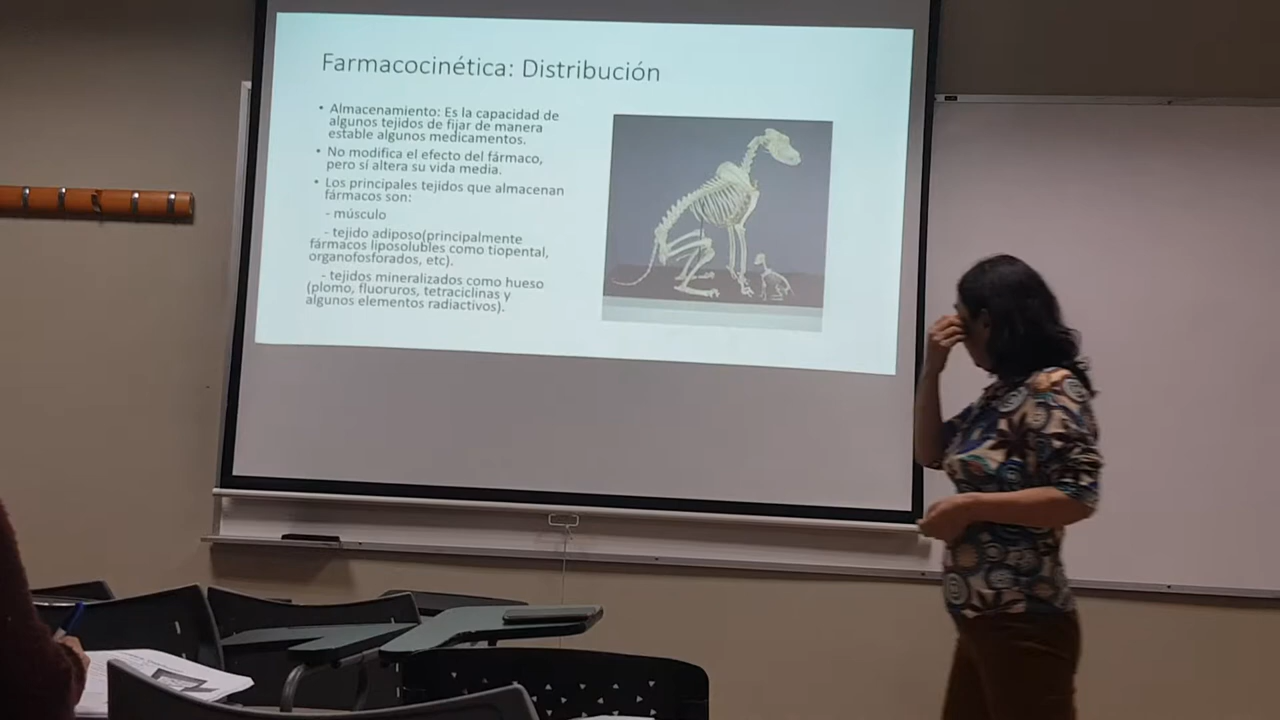 Farmacocinética: Distribución
• Almacenamiento: Es la capacidad de
algunos tejidos de fijar de manera
estable algunos medicamentos.
• No modifica el efecto del fármaco,
pero sí altera su vida media.
• Los principales tejidos que almacenan
fármacos son:
- músculo
- tejido adiposo(principalmente
fármacos liposolubles como tiopental,
organofosforados, etc).
- tejidos mineralizados como hueso
(plomo, fluoruros, tetraciclinas y
algunos elementos radiactivos).